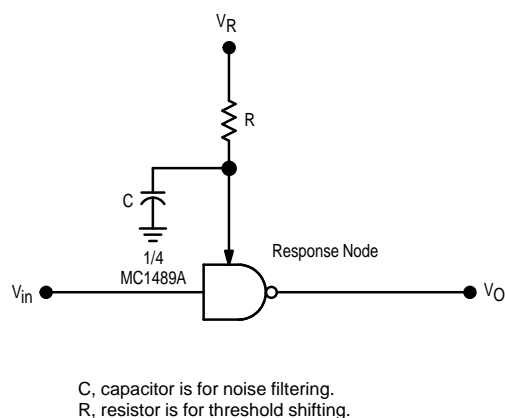 VR
R
C
1/4
MC1489A
Response Node
Vin
VO
C, capacitor is for noise filtering.
R, resistor is for threshold shifting.